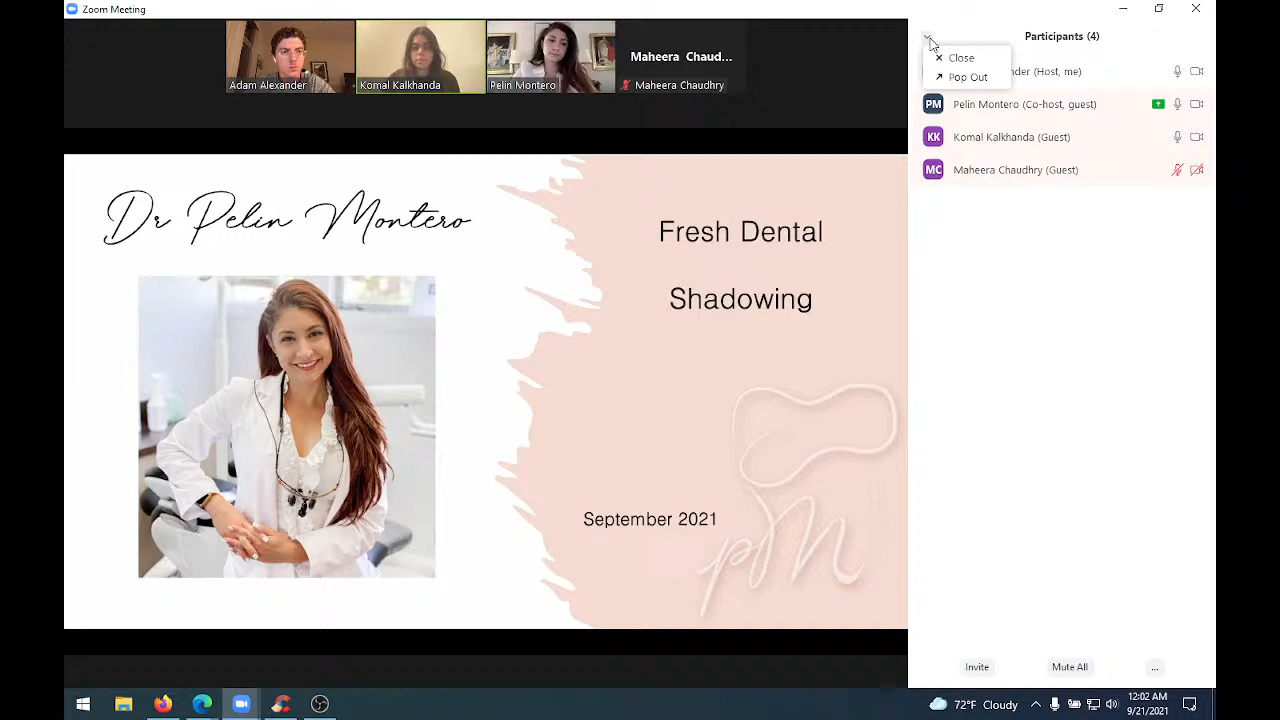 Zoom Meeting
Participants (4)
Close
Pop Out
nder (Host, me)
PM Pelin Montero (Co-host, guest)
KK Komal Kalkhanda (Guest)
MC Maheera Chaudhry (Guest)
Adam Alexander
Komal Kalkhanda
Pelin Montero
Maheera Chaud...
Maheera Chaudhry
Dr Pelin Montero
Fresh Dental
Shadowing
September 2021
pM
Invite
Mute All
...
72°F Cloudy
12:02 AM
9/21/2021